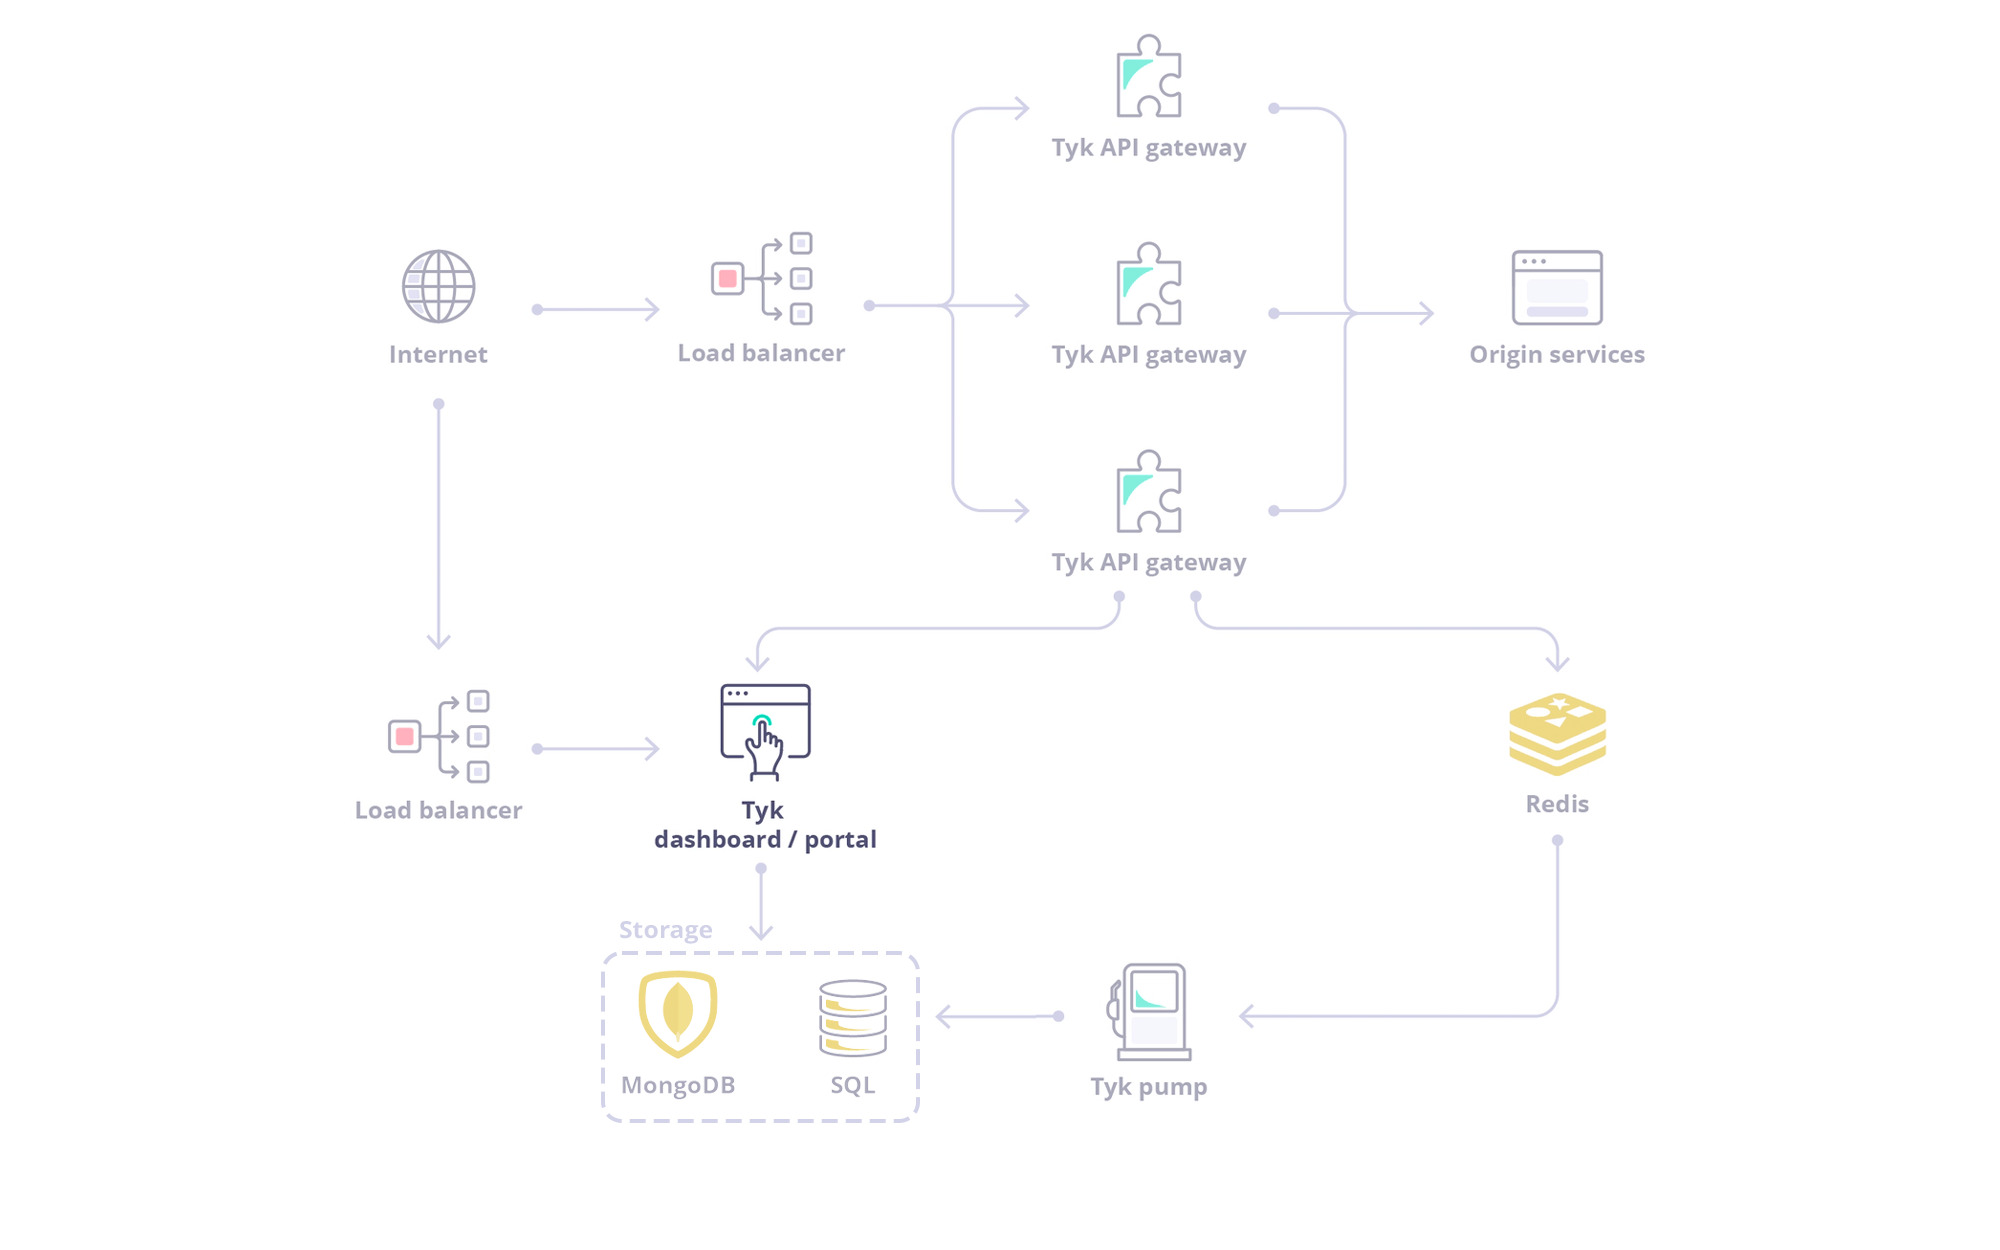 Tyk API gateway
Internet
Load balancer
Tyk API gateway
Origin services
Tyk API gateway
Load balancer
Tyk
dashboard / portal
Redis
Storage
MongoDB
SQL
Tyk pump